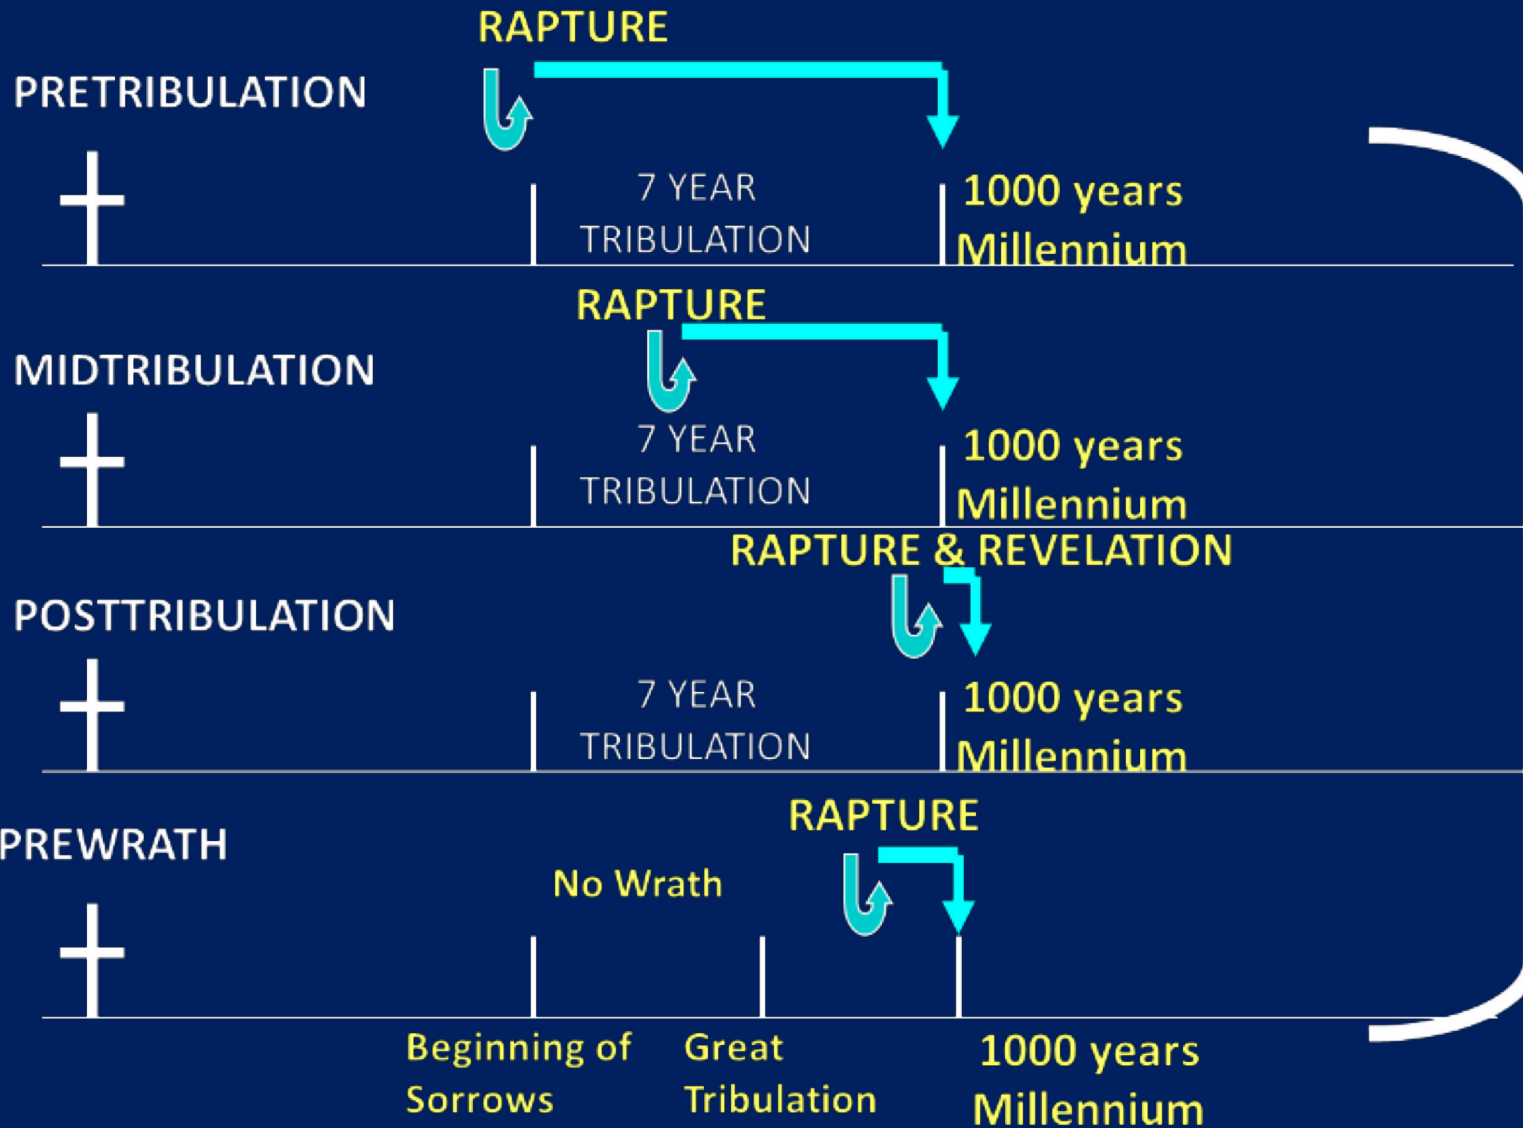 RAPTURE
PRETRIBULATION
7 YEAR
TRIBULATION
1000 years
Millennium
RAPTURE
MIDTRIBULATION
7 YEAR
TRIBULATION
1000 years
Millennium
RAPTURE & REVELATION
POSTTRIBULATION
7 YEAR
TRIBULATION
1000 years
Millennium
RAPTURE
PREWRATH
No Wrath
Beginning of
Sorrows
Great
Tribulation
1000 years
Millennium